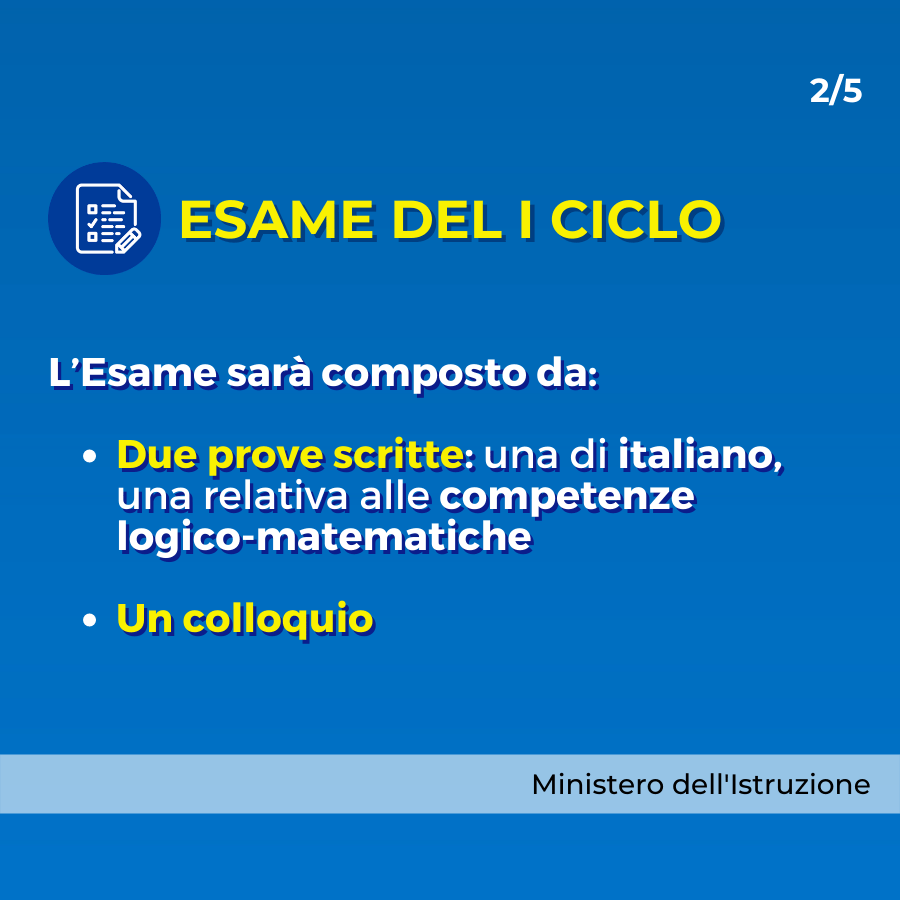 2/5
ESAME DEL I CICLO
L’Esame sarà composto da:
• Due prove scritte: una di italiano,
una relativa alle competenze
logico-matematiche
• Un colloquio
Ministero dell'Istruzione